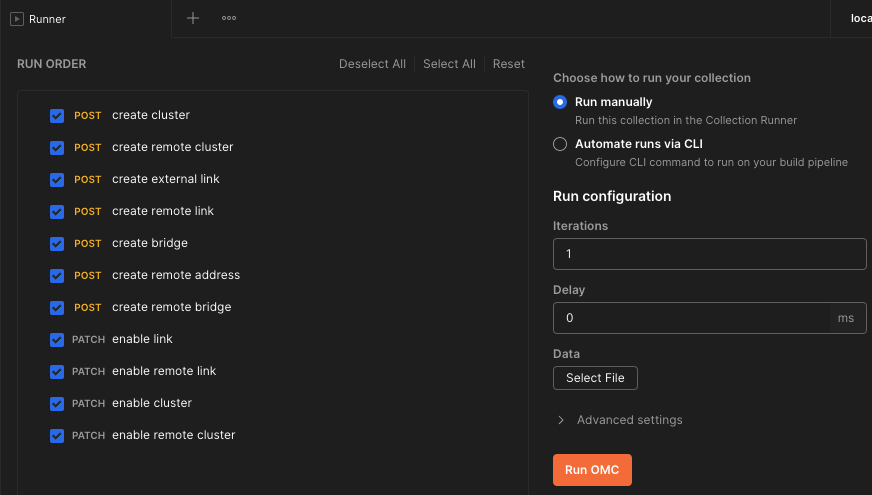 Runner
loca
RUN ORDER
Deselect All
Select All
Reset
POST create cluster
POST create remote cluster
POST create external link
POST create remote link
POST create bridge
POST create remote address
POST create remote bridge
PATCH enable link
PATCH enable remote link
PATCH enable cluster
PATCH enable remote cluster
Choose how to run your collection
Run manually
Run this collection in the Collection Runner
Automate runs via CLI
Configure CLI command to run on your build pipeline
Run configuration
Iterations
1
Delay
0 ms
Data
Select File
Advanced settings
Run OMC